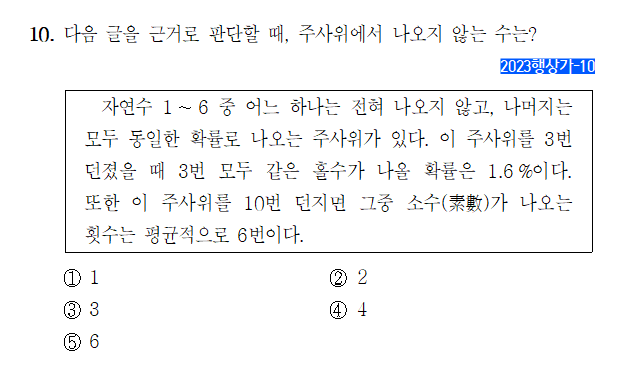 10. 다음 글을 근거로 판단할 때, 주사위에서 나오지 않는 수는?
2023행상가-10
자연수 1～6 중 어느 하나는 전혀 나오지 않고, 나머지는
모두 동일한 확률로 나오는 주사위가 있다. 이 주사위를 3번
던졌을 때 3번 모두 같은 홀수가 나올 확률은 1.6％이다.
또한 이 주사위를 10번 던지면 그중 소수(素數)가 나오는
횟수는 평균적으로 6번이다.
① 1
② 2
③ 3
④ 4
⑤ 6